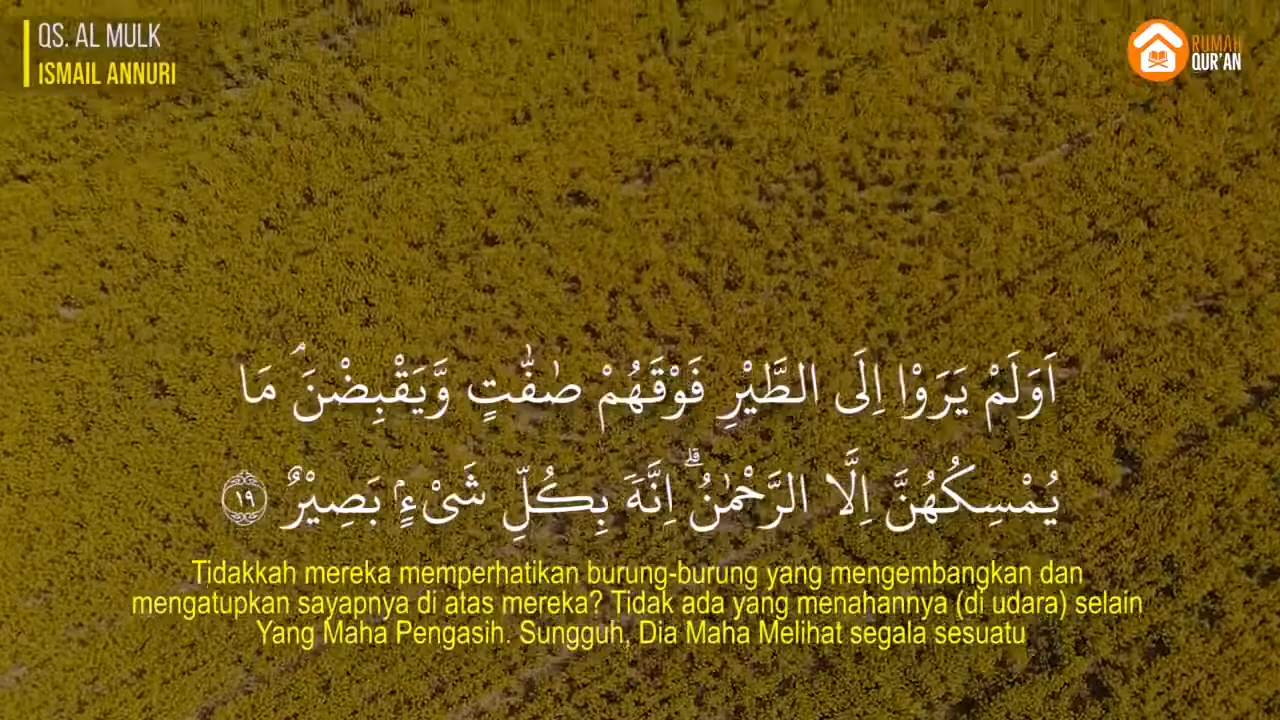 QS. AL MULK
ISMAIL ANNURI
RUMAH
QUR'AN
اَوَلَمْ يَرَوْا اِلَى الطَّيْرِ فَوْقَهُمْ صٰۤفّٰتٍ وَّيَقْبِضْنَۘ مَا
يُمْسِكُهُنَّ اِلَّا الرَّحْمٰنُۗ اِنَّهٗ بِكُلِّ شَيْءٍۢ بَصِيْرٌ ١٩
Tidakkah mereka memperhatikan burung-burung yang mengembangkan dan
mengatupkan sayapnya di atas mereka? Tidak ada yang menahannya (di udara) selain
Yang Maha Pengasih. Sungguh, Dia Maha Melihat segala sesuatu